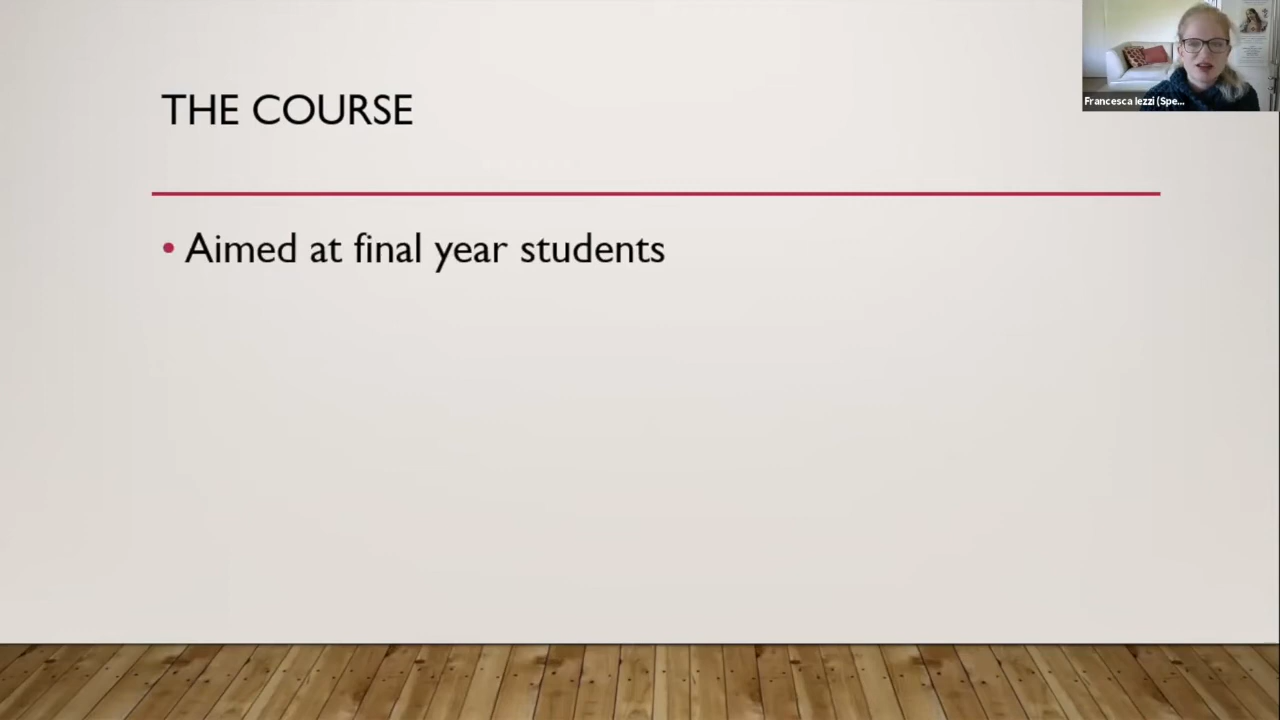 THE COURSE
• Aimed at final year students
Francesca Iezzi (Spe...